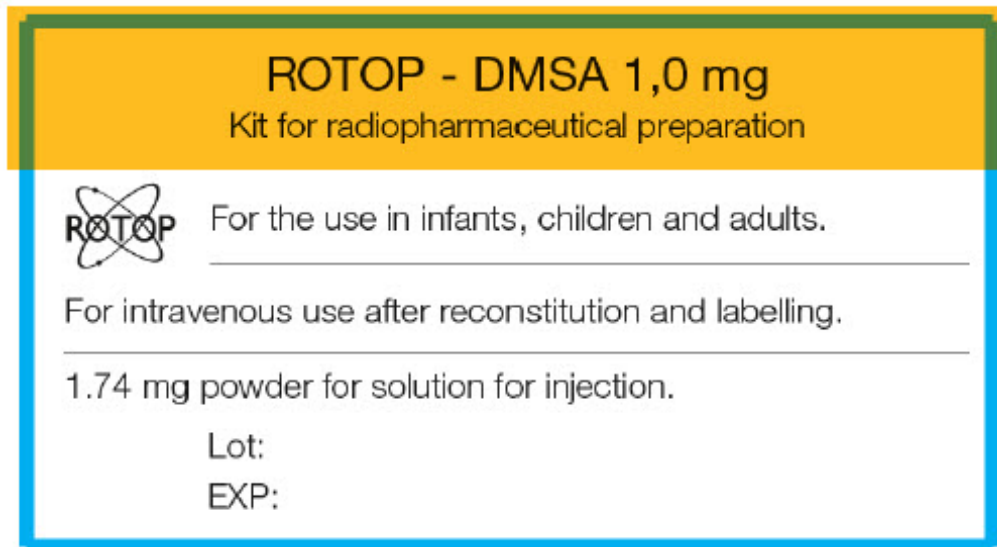 ROTOP - DMSA 1,0 mg
Kit for radiopharmaceutical preparation
ROTOP
For the use in infants, children and adults.
For intravenous use after reconstitution and labelling.
1.74 mg powder for solution for injection.
Lot:
EXP: